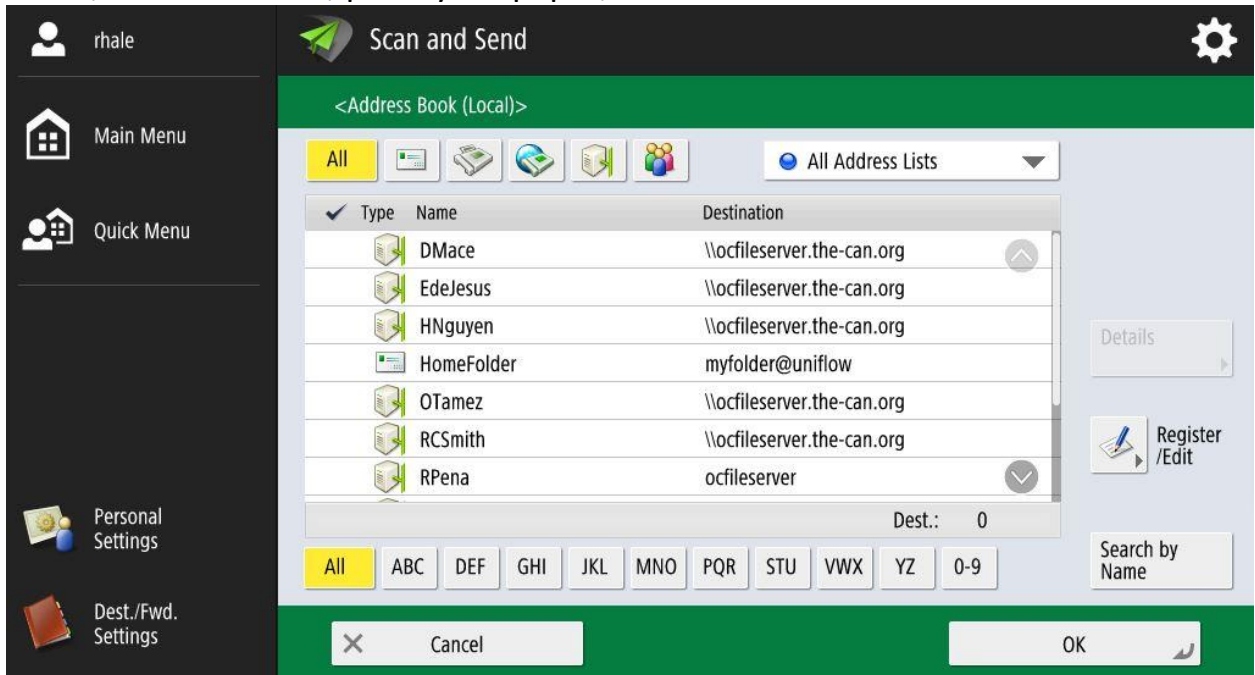 rhale
Scan and Send
<Address Book (Local)>
Main Menu
Quick Menu
All
All Address Lists
Type Name Destination
DMace \\ocfileserver.the-can.org
EdeJesus \\ocfileserver.the-can.org
HNguyen \\ocfileserver.the-can.org
HomeFolder myfolder@uniflow
OTamez \\ocfileserver.the-can.org
RCSmith \\ocfileserver.the-can.org
RPena ocfileserver
Dest.: 0
Details
Register
/Edit
Search by
Name
All ABC DEF GHI JKL MNO PQR STU VWX YZ 0-9
Personal
Settings
Dest./Fwd.
Settings
Cancel
OK